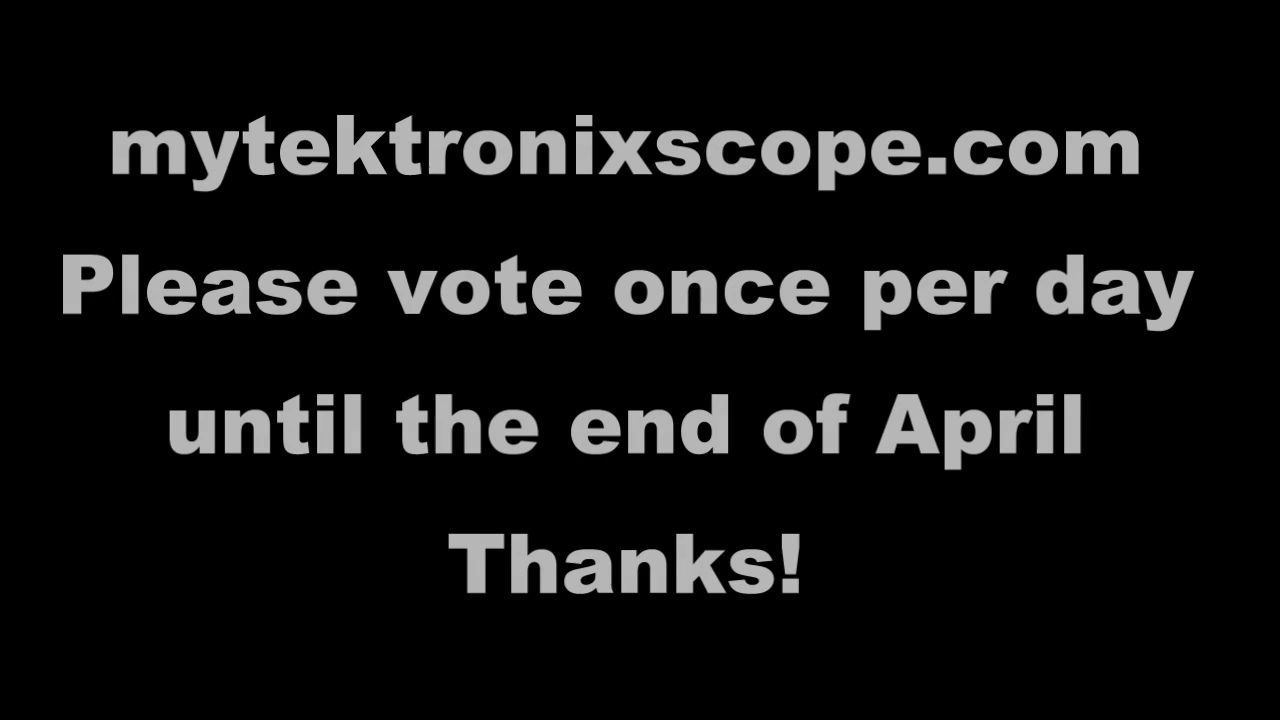 mytektronixscope.com
Please vote once per day
until the end of April
Thanks!